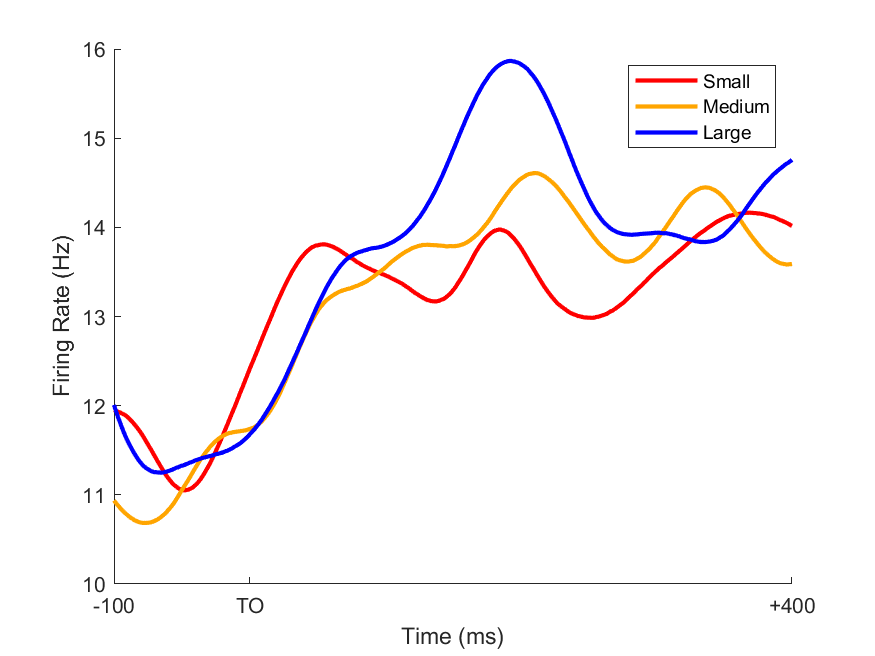 16
15
14
13
12
11
10
Firing Rate (Hz)
Small
Medium
Large
-100
TO
+400
Time (ms)